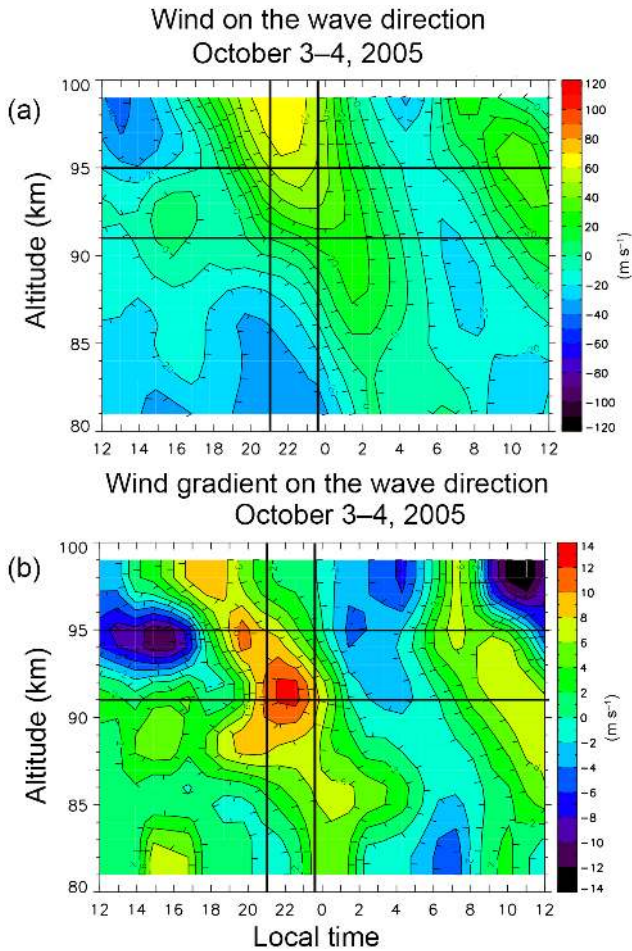 Wind on the wave direction
October 3–4, 2005
(a)
100
95
90
85
80
Altitude (km)
12 14 16 18 20 22 0 2 4 6 8 10 12
120
100
80
60
40
20
0
−20
−40
−60
−80
−100
−120
(m s⁻¹)
Wind gradient on the wave direction
October 3–4, 2005
(b)
100
95
90
85
80
Altitude (km)
12 14 16 18 20 22 0 2 4 6 8 10 12
Local time
14
12
10
8
6
4
2
0
−2
−4
−6
−8
−10
−12
−14
(m s⁻¹)